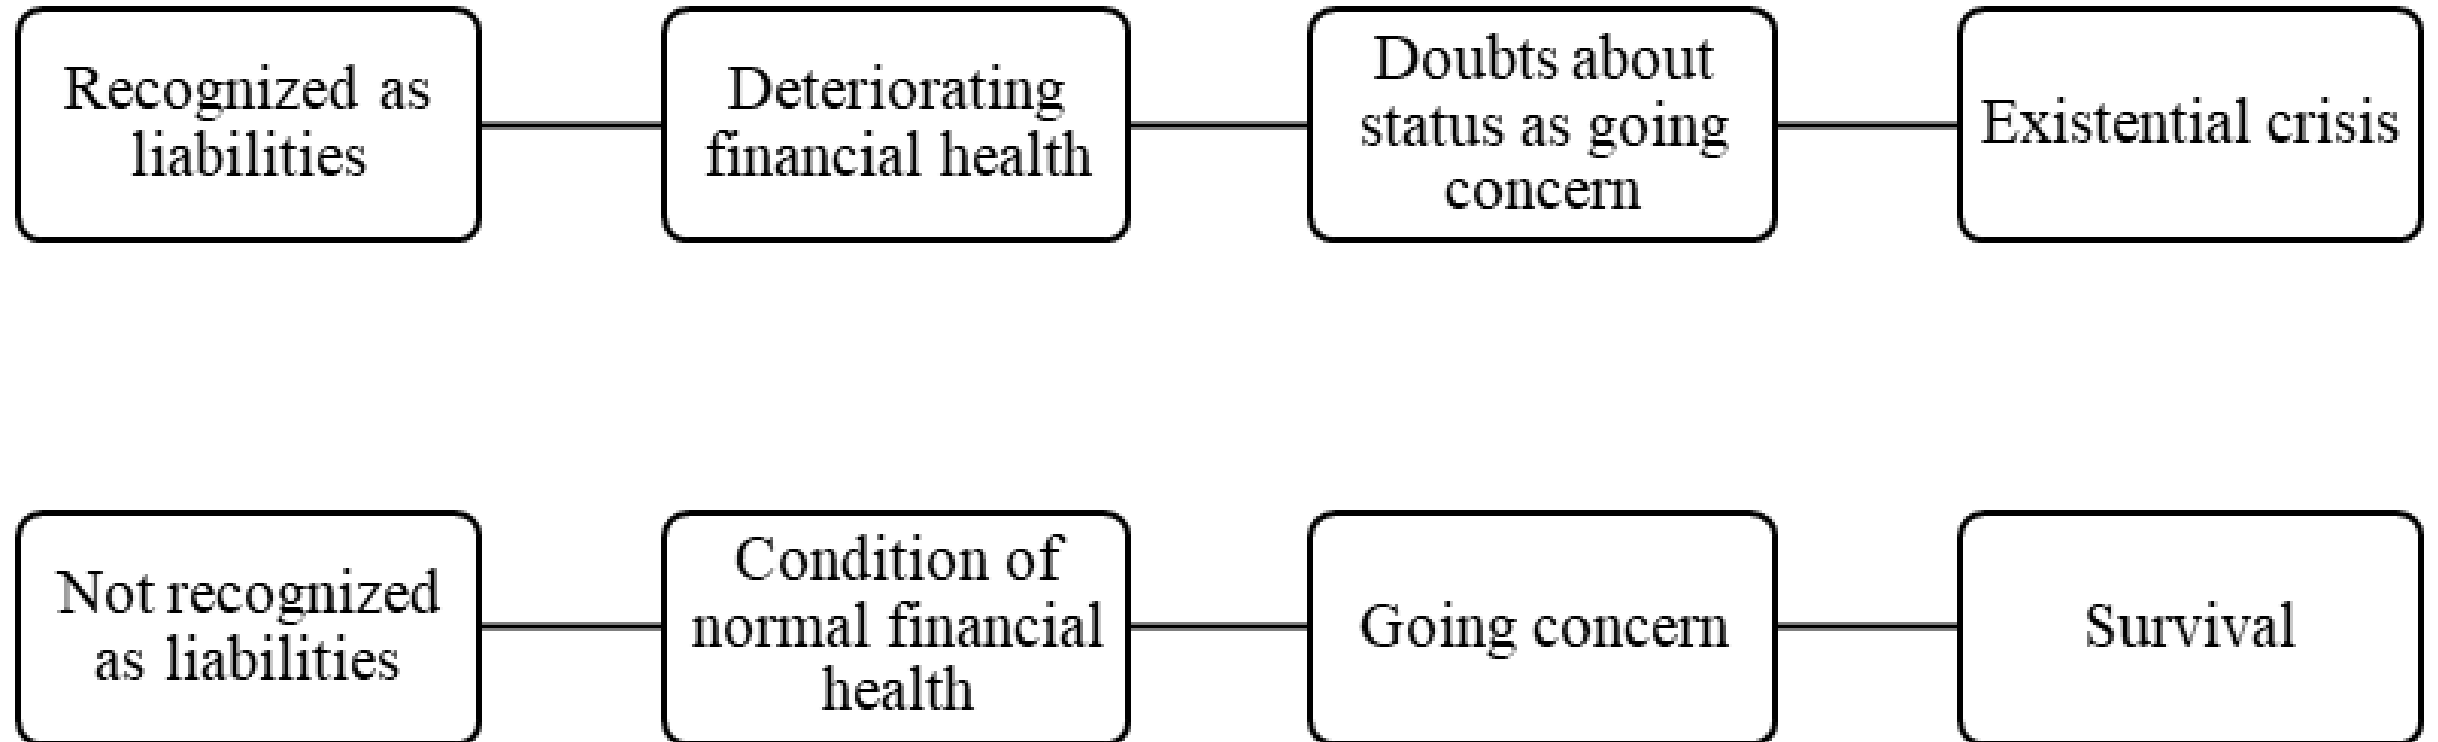 Recognized as
liabilities
Deteriorating
financial health
Doubts about
status as going
concern
Existential crisis
Not recognized
as liabilities
Condition of
normal financial
health
Going concern
Survival